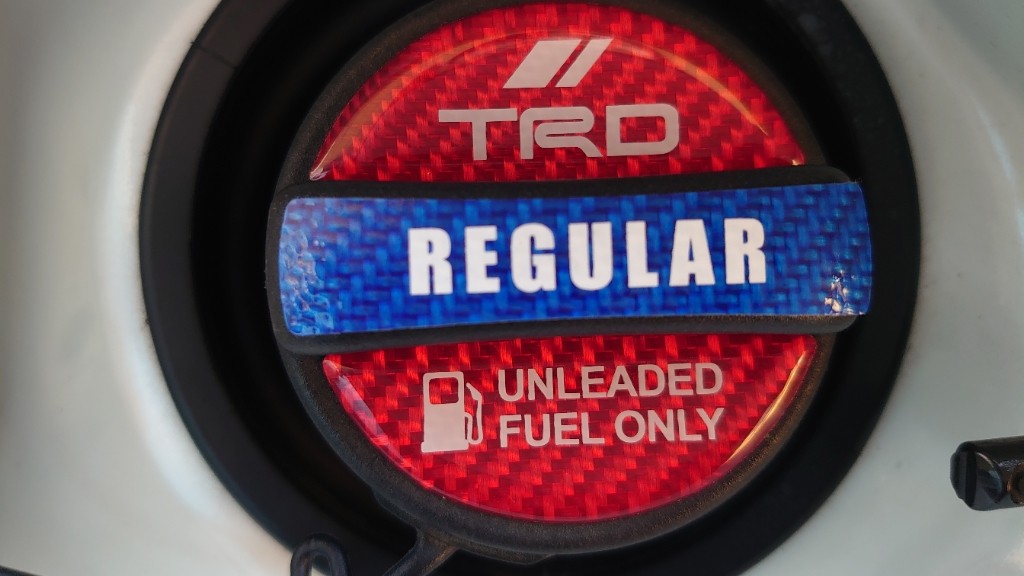 TRD
REGULAR
UNLEADED
FUEL ONLY